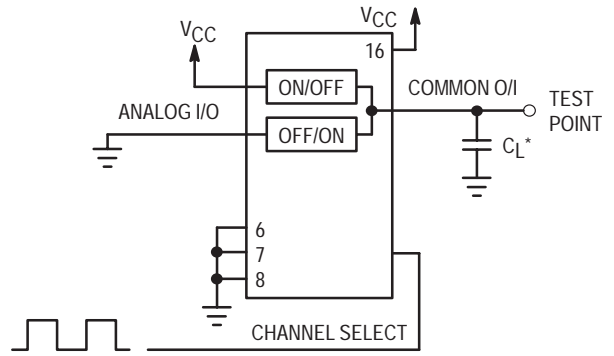 VCC
VCC
16
ON/OFF
COMMON O/I
TEST
POINT
ANALOG I/O
OFF/ON
CL*
6
7
8
CHANNEL SELECT